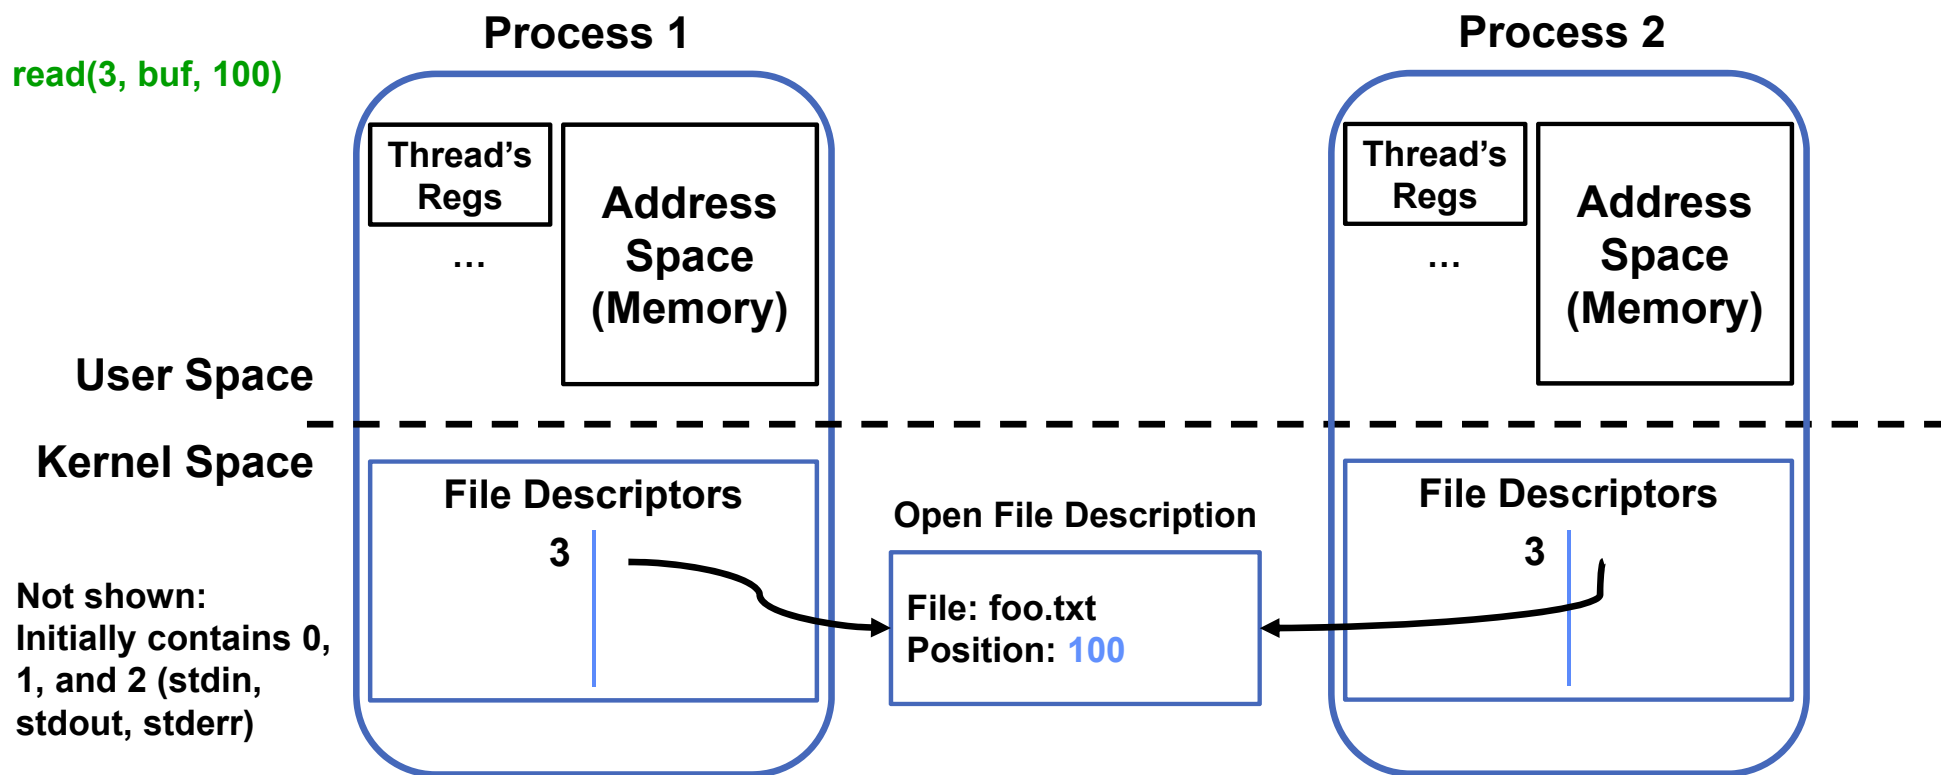 Process 1
Process 2
read(3, buf, 100)
Thread's
Regs
…
Address
Space
(Memory)
Thread's
Regs
…
Address
Space
(Memory)
User Space
Kernel Space
File Descriptors
3
Open File Description
File: foo.txt
Position: 100
File Descriptors
3
Not shown:
Initially contains 0,
1, and 2 (stdin,
stdout, stderr)